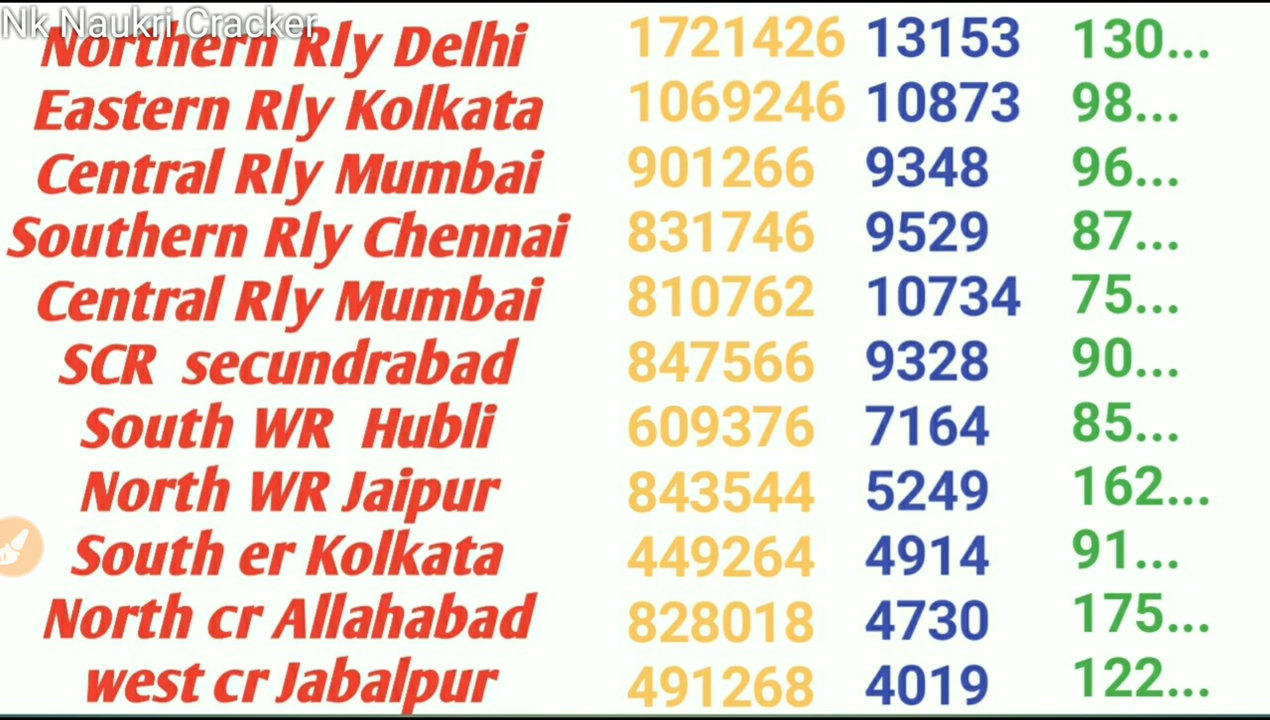 Nk Naukri Cracker
Northern Rly Delhi 1721426 13153 130...
Eastern Rly Kolkata 1069246 10873 98...
Central Rly Mumbai 901266 9348 96...
Southern Rly Chennai 831746 9529 87...
Central Rly Mumbai 810762 10734 75...
SCR secundrabad 847566 9328 90...
South WR Hubli 609376 7164 85...
North WR Jaipur 843544 5249 162...
South er Kolkata 449264 4914 91...
North cr Allahabad 828018 4730 175...
west cr Jabalpur 491268 4019 122...